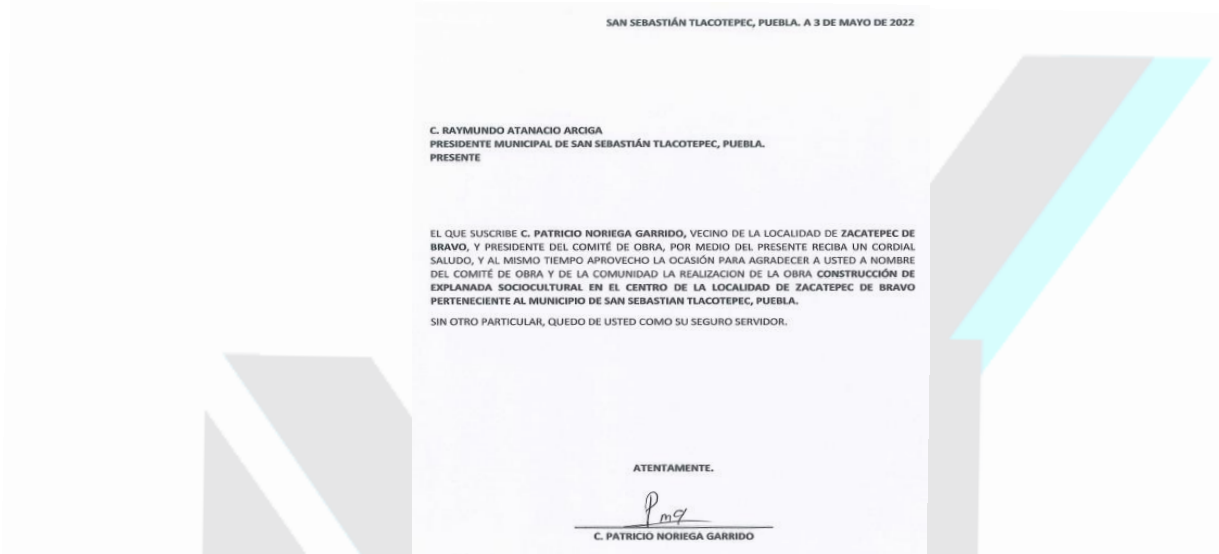 SAN SEBASTIÁN TLACOTEPEC, PUEBLA. A 3 DE MAYO DE 2022
C. RAYMUNDO ATANACIO ARCIGA
PRESIDENTE MUNICIPAL DE SAN SEBASTIÁN TLACOTEPEC, PUEBLA.
PRESENTE
EL QUE SUSCRIBE C. PATRICIO NORIEGA GARRIDO, VECINO DE LA LOCALIDAD DE ZACATEPEC DE
BRAVO, Y PRESIDENTE DEL COMITÉ DE OBRA, POR MEDIO DEL PRESENTE RECIBA UN CORDIAL
SALUDO, Y AL MISMO TIEMPO APROVECHO LA OCASIÓN PARA AGRADECER A USTED A NOMBRE
DEL COMITÉ DE OBRA Y DE LA COMUNIDAD LA REALIZACION DE LA OBRA CONSTRUCCIÓN DE
EXPLANADA SOCIOCULTURAL EN EL CENTRO DE LA LOCALIDAD DE ZACATEPEC DE BRAVO
PERTENECIENTE AL MUNICIPIO DE SAN SEBASTIAN TLACOTEPEC, PUEBLA.
SIN OTRO PARTICULAR, QUEDO DE USTED COMO SU SEGURO SERVIDOR.
ATENTAMENTE.
C. PATRICIO NORIEGA GARRIDO